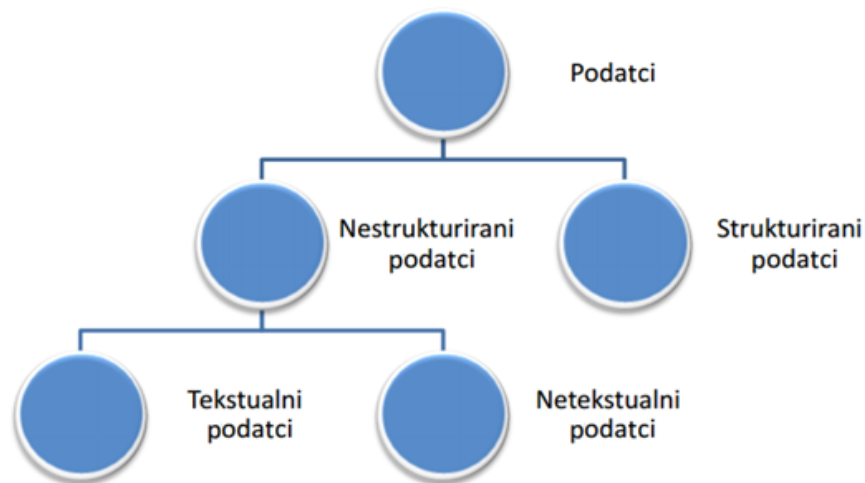 Podatci
Nestrukturirani
podatci
Strukturirani
podatci
Tekstualni
podatci
Netekstualni
podatci